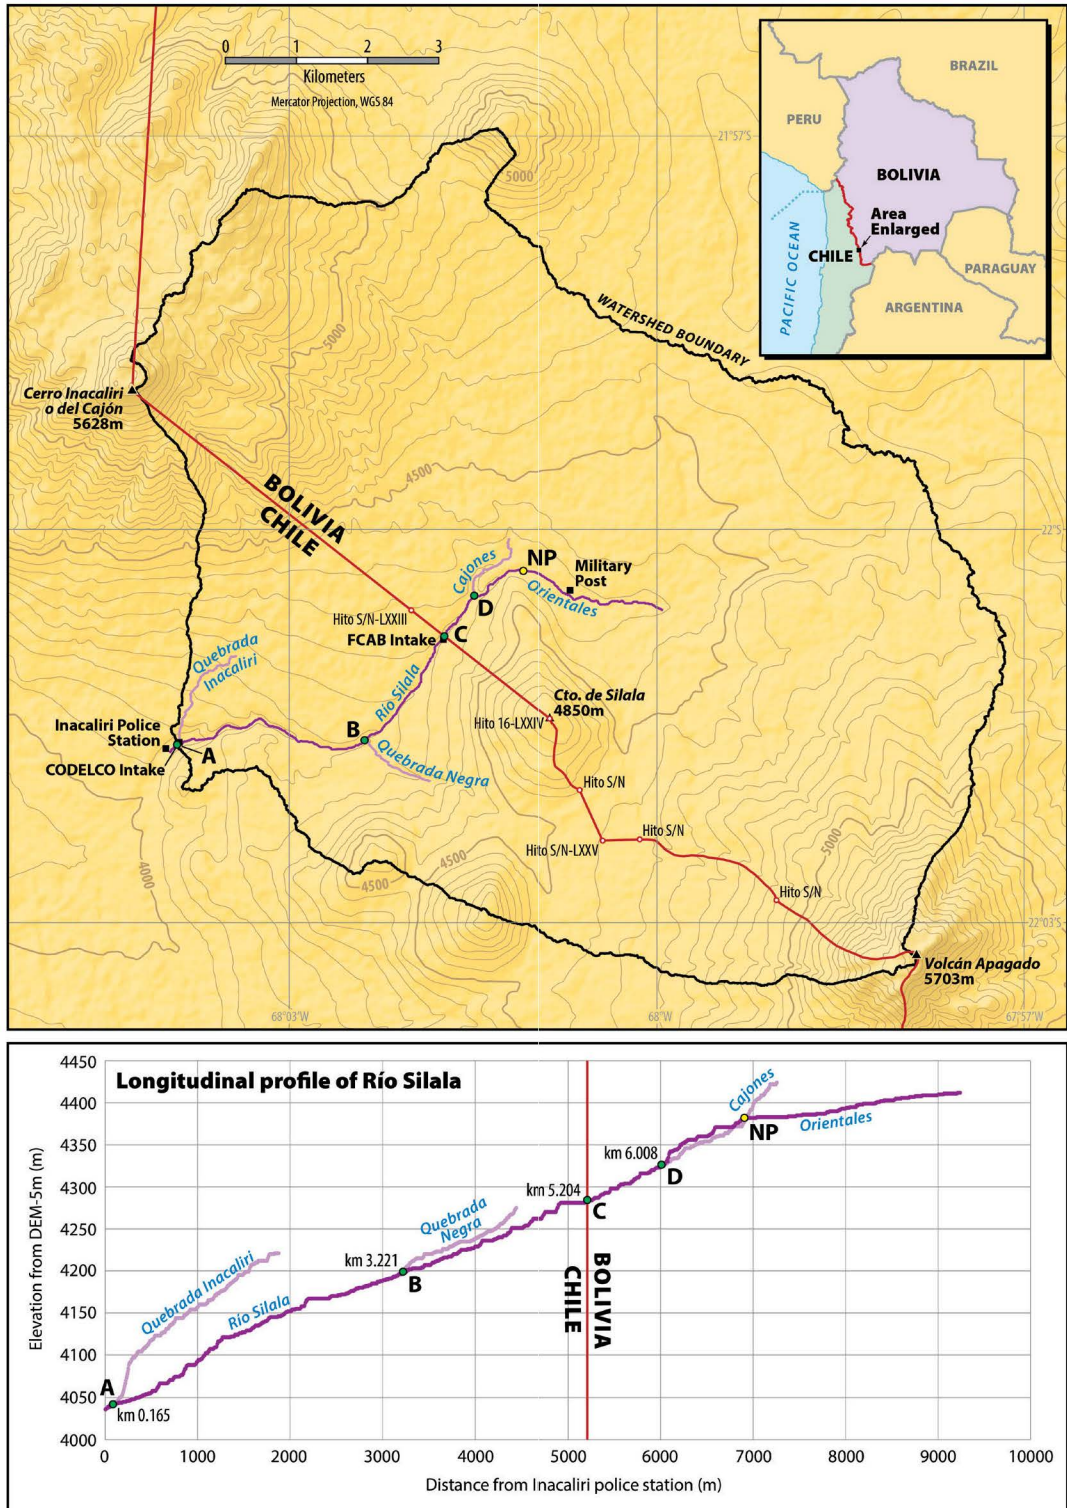 0 1 2 3
Kilometers
Mercator Projection, WGS 84
21°57'S
5000
BRAZIL
PERU
BOLIVIA
Area
Enlarged
CHILE
PACIFIC OCEAN
PARAGUAY
ARGENTINA
WATERSHED BOUNDARY
5000
Cerro Inacaliri
o del Cajón
5628m
4500
BOLIVIA
CHILE
22°S
NP
Military
Post
Cajones
Orientales
D
Hito S/N-LXXIII
FCAB Intake
C
Quebrada
Inacaliri
Río Silala
Cto. de Silala
4850m
Hito 16-LXXIV
Inacaliri Police
Station
B
A
CODELCO Intake
Quebrada Negra
Hito S/N
Hito S/N
Hito S/N-LXXV
5000
4000
4500
4500
Hito S/N
22°03'S
Volcán Apagado
5703m
68°03'W
68°W
67°57'W
Longitudinal profile of Río Silala
4450
4400
4350
4300
4250
4200
4150
4100
4050
4000
Elevation from DEM-5m (m)
Cajones
NP
Orientales
km 6.008
D
km 5.204
C
Quebrada
Negra
km 3.221
B
BOLIVIA
CHILE
Quebrada Inacaliri
Río Silala
A
km 0.165
0 1000 2000 3000 4000 5000 6000 7000 8000 9000 10000
Distance from Inacaliri police station (m)